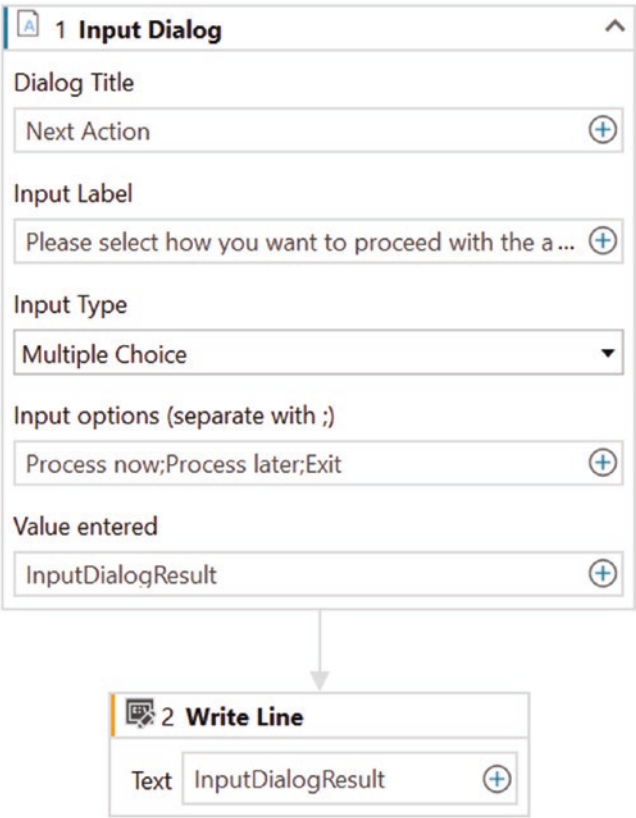 1 Input Dialog
Dialog Title
Next Action
Input Label
Please select how you want to proceed with the a ...
Input Type
Multiple Choice
Input options (separate with ;)
Process now;Process later;Exit
Value entered
InputDialogResult
2 Write Line
Text InputDialogResult